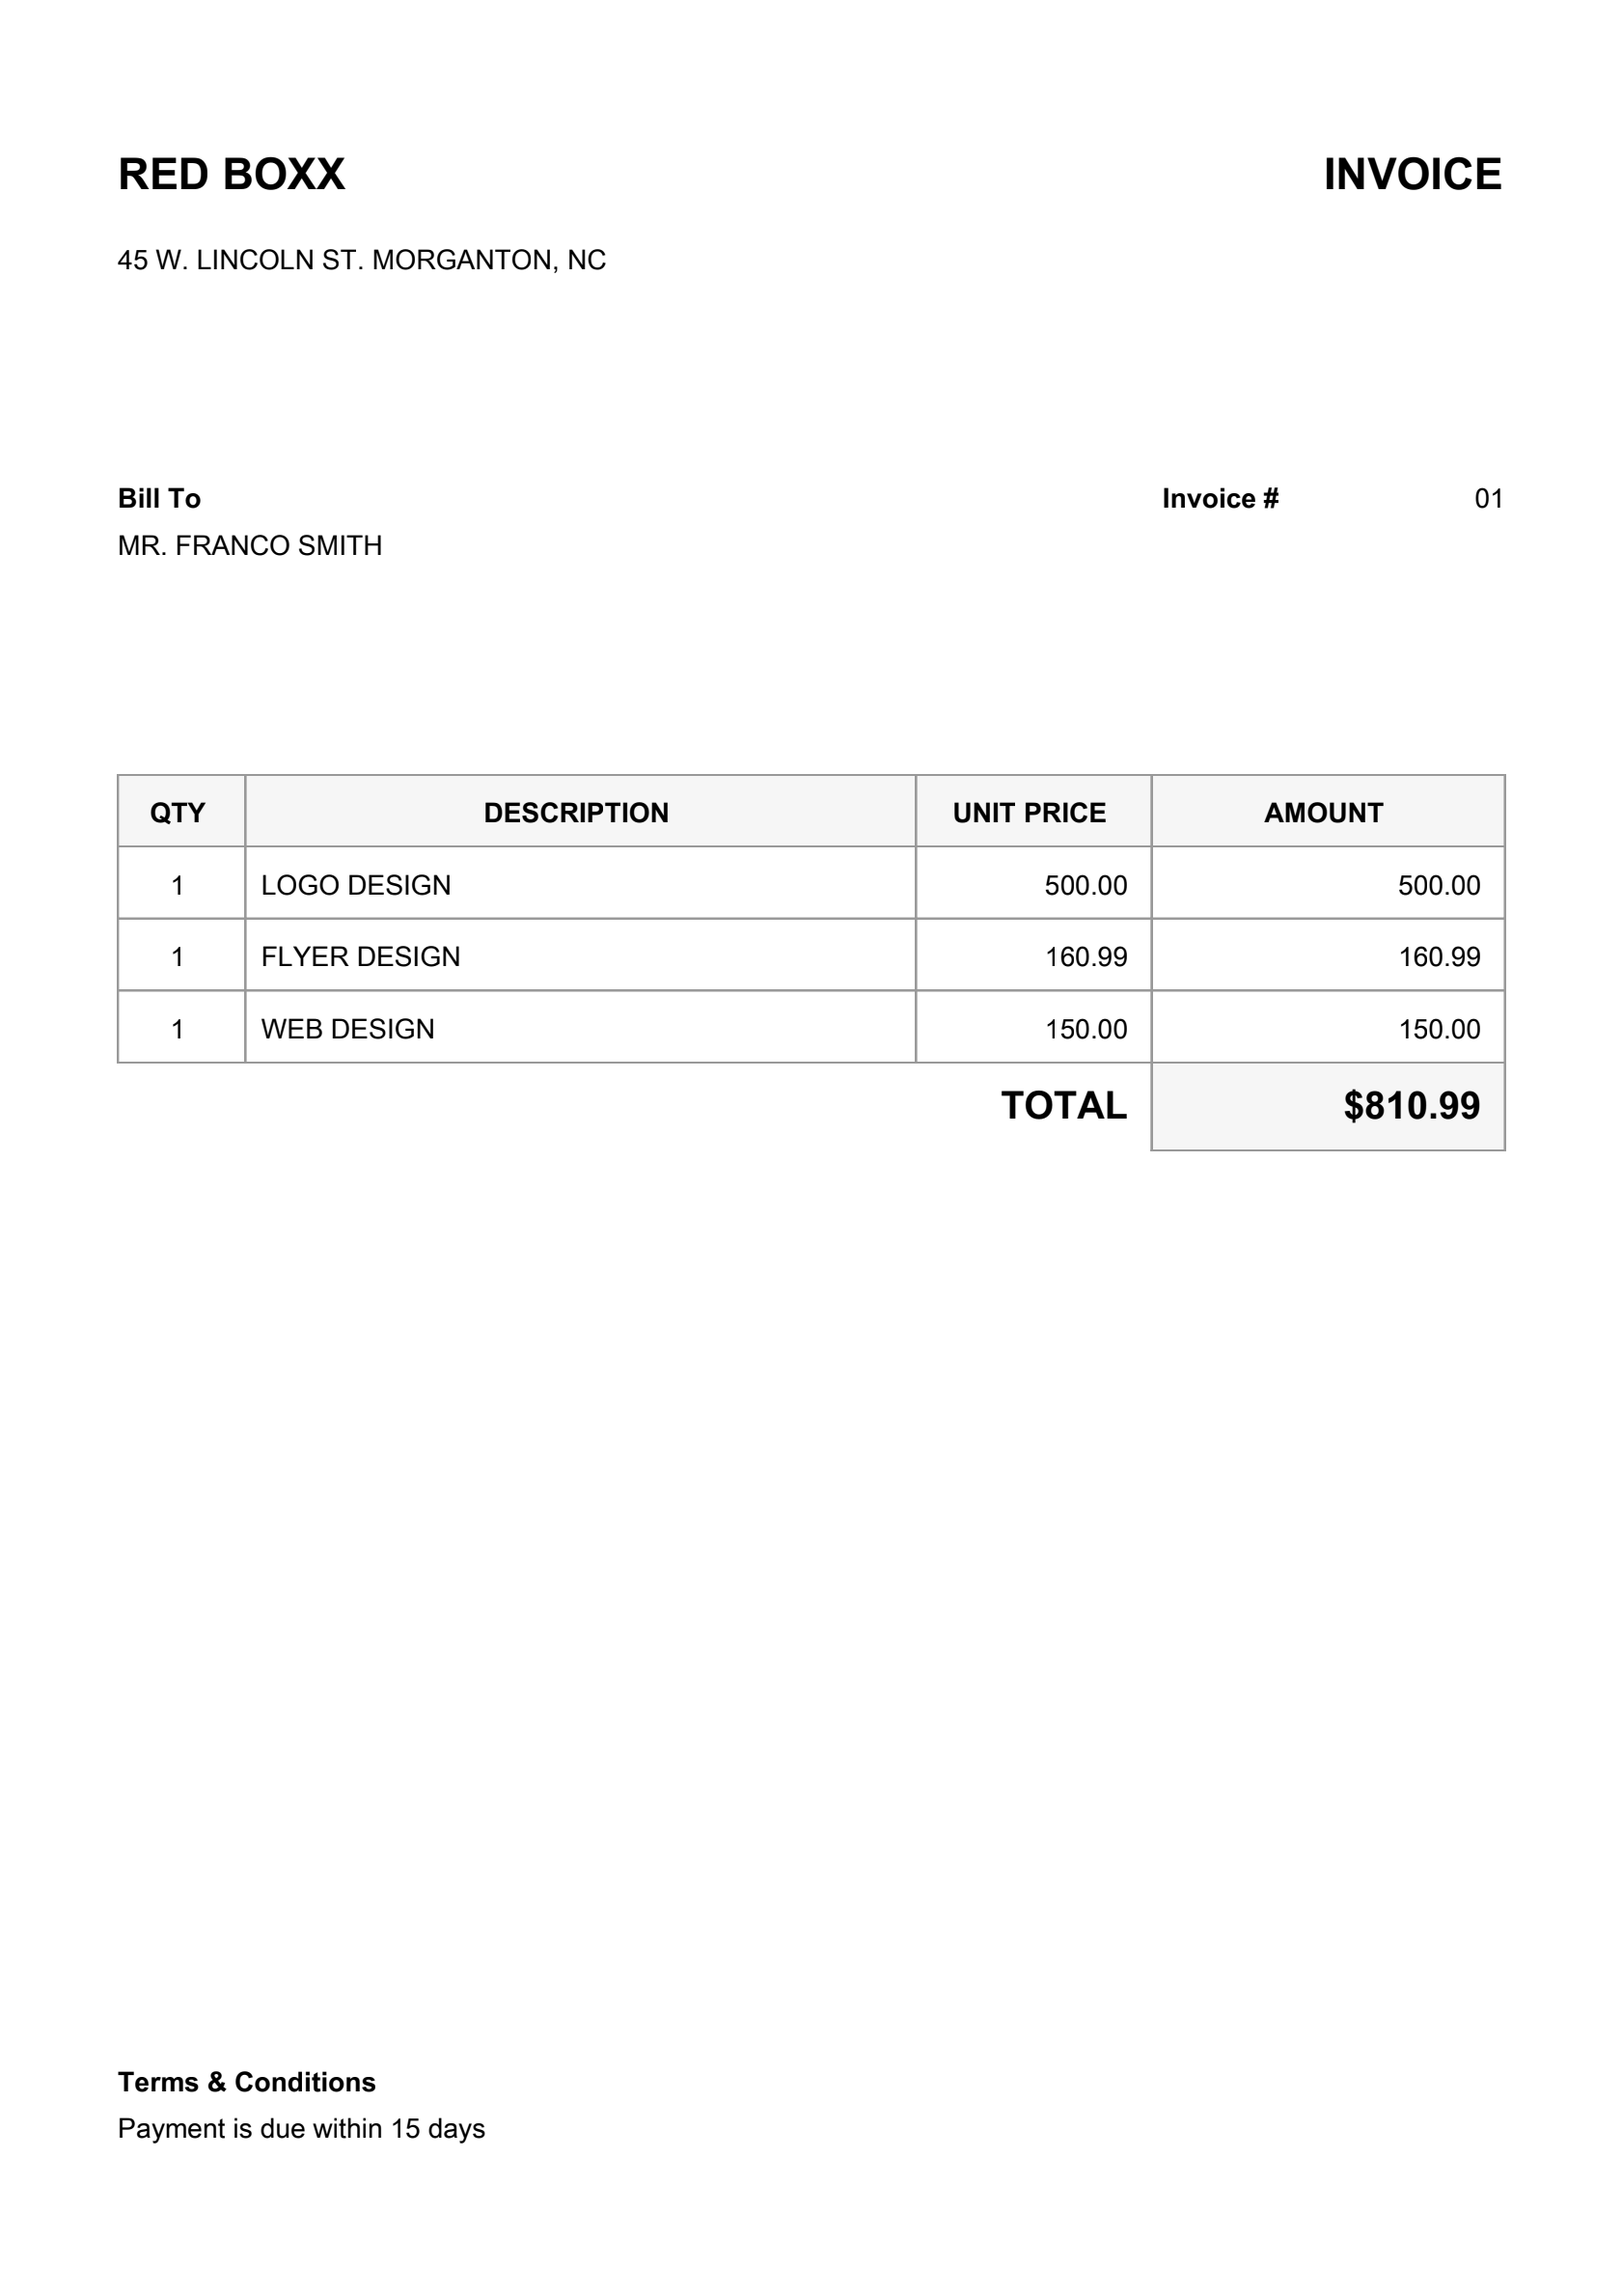 RED BOXX INVOICE
45 W. LINCOLN ST. MORGANTON, NC
Bill To Invoice # 01
MR. FRANCO SMITH
QTY DESCRIPTION UNIT PRICE AMOUNT
1 LOGO DESIGN 500.00 500.00
1 FLYER DESIGN 160.99 160.99
1 WEB DESIGN 150.00 150.00
TOTAL $810.99
Terms & Conditions
Payment is due within 15 days